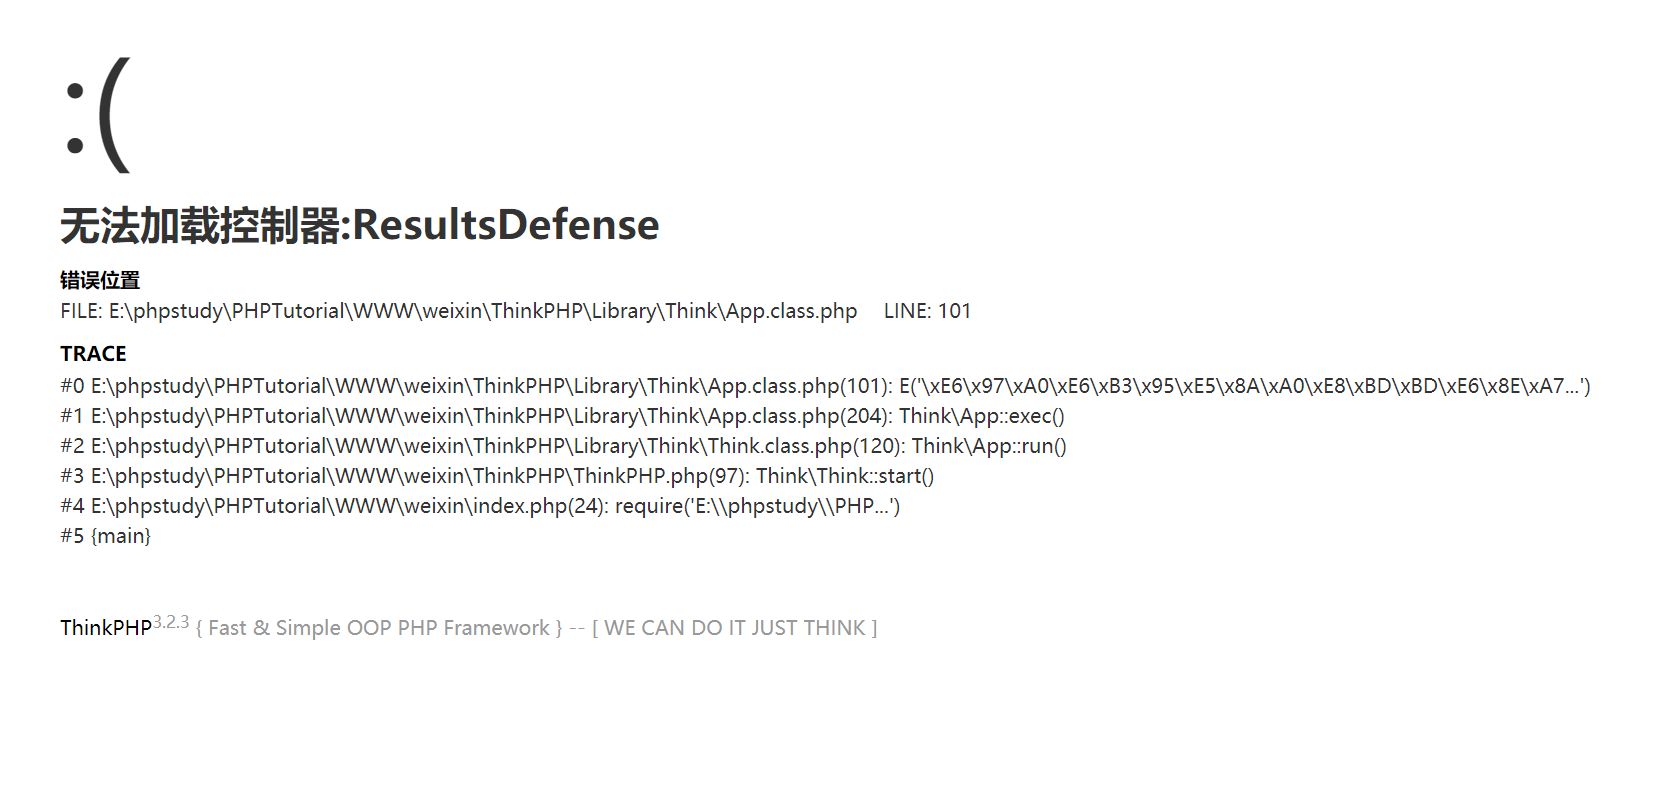 :(
无法加载控制器:ResultsDefense
错误位置
FILE: E:\phpstudy\PHPTutorial\WWW\weixin\ThinkPHP\Library\Think\App.class.php LINE: 101
TRACE
#0 E:\phpstudy\PHPTutorial\WWW\weixin\ThinkPHP\Library\Think\App.class.php(101): E('\xE6\x97\xA0\xE6\xB3\x95\xE5\x8A\xA0\xE8\xBD\xBD\xE6\x8E\xA7...')
#1 E:\phpstudy\PHPTutorial\WWW\weixin\ThinkPHP\Library\Think\App.class.php(204): Think\App::exec()
#2 E:\phpstudy\PHPTutorial\WWW\weixin\ThinkPHP\Library\Think\Think.class.php(120): Think\App::run()
#3 E:\phpstudy\PHPTutorial\WWW\weixin\ThinkPHP\ThinkPHP.php(97): Think\Think::start()
#4 E:\phpstudy\PHPTutorial\WWW\weixin\index.php(24): require('E:\\phpstudy\\PHP...')
#5 {main}
ThinkPHP3.2.3 { Fast & Simple OOP PHP Framework } -- [ WE CAN DO IT JUST THINK ]